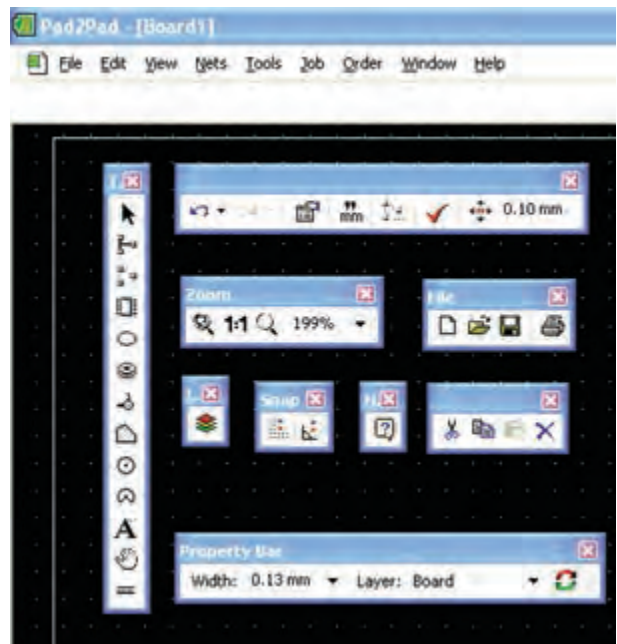 Pad2Pad - [Board1]
File Edit View Nets Tools Job Order Window Help
mm 0.10 mm
Zoom
1:1 199%
File
Snap
H..
A
Property Bar
Width: 0.13 mm Layer: Board